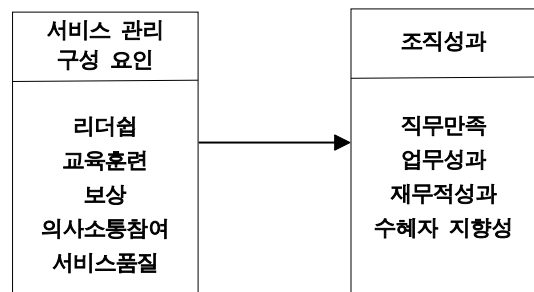 서비스 관리
구성 요인
리더쉽
교육훈련
보상
의사소통참여
서비스품질
조직성과
직무만족
업무성과
재무적성과
수혜자 지향성